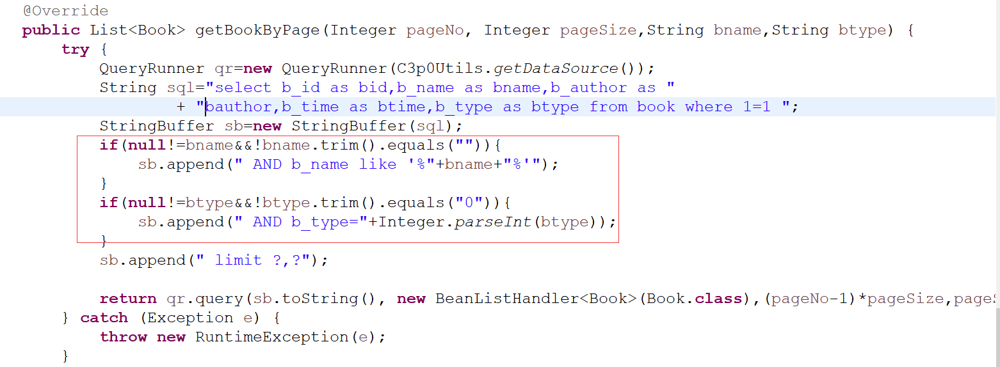 @Override
public List<Book> getBookByPage(Integer pageNo, Integer pageSize,String bname,String btype) {
try {
QueryRunner qr=new QueryRunner(C3p0Utils.getDataSource());
String sql="select b_id as bid,b_name as bname,b_author as "
+ "bauthor,b_time as btime,b_type as btype from book where 1=1 ";
StringBuffer sb=new StringBuffer(sql);
if(null!=bname&&!bname.trim().equals("")){
sb.append(" AND b_name like '%"+bname+"%'");
}
if(null!=btype&&!btype.trim().equals("0")){
sb.append(" AND b_type="+Integer.parseInt(btype));
}
sb.append(" limit ?,?");
return qr.query(sb.toString(), new BeanListHandler<Book>(Book.class),(pageNo-1)*pageSize,
} catch (Exception e) {
throw new RuntimeException(e);
}